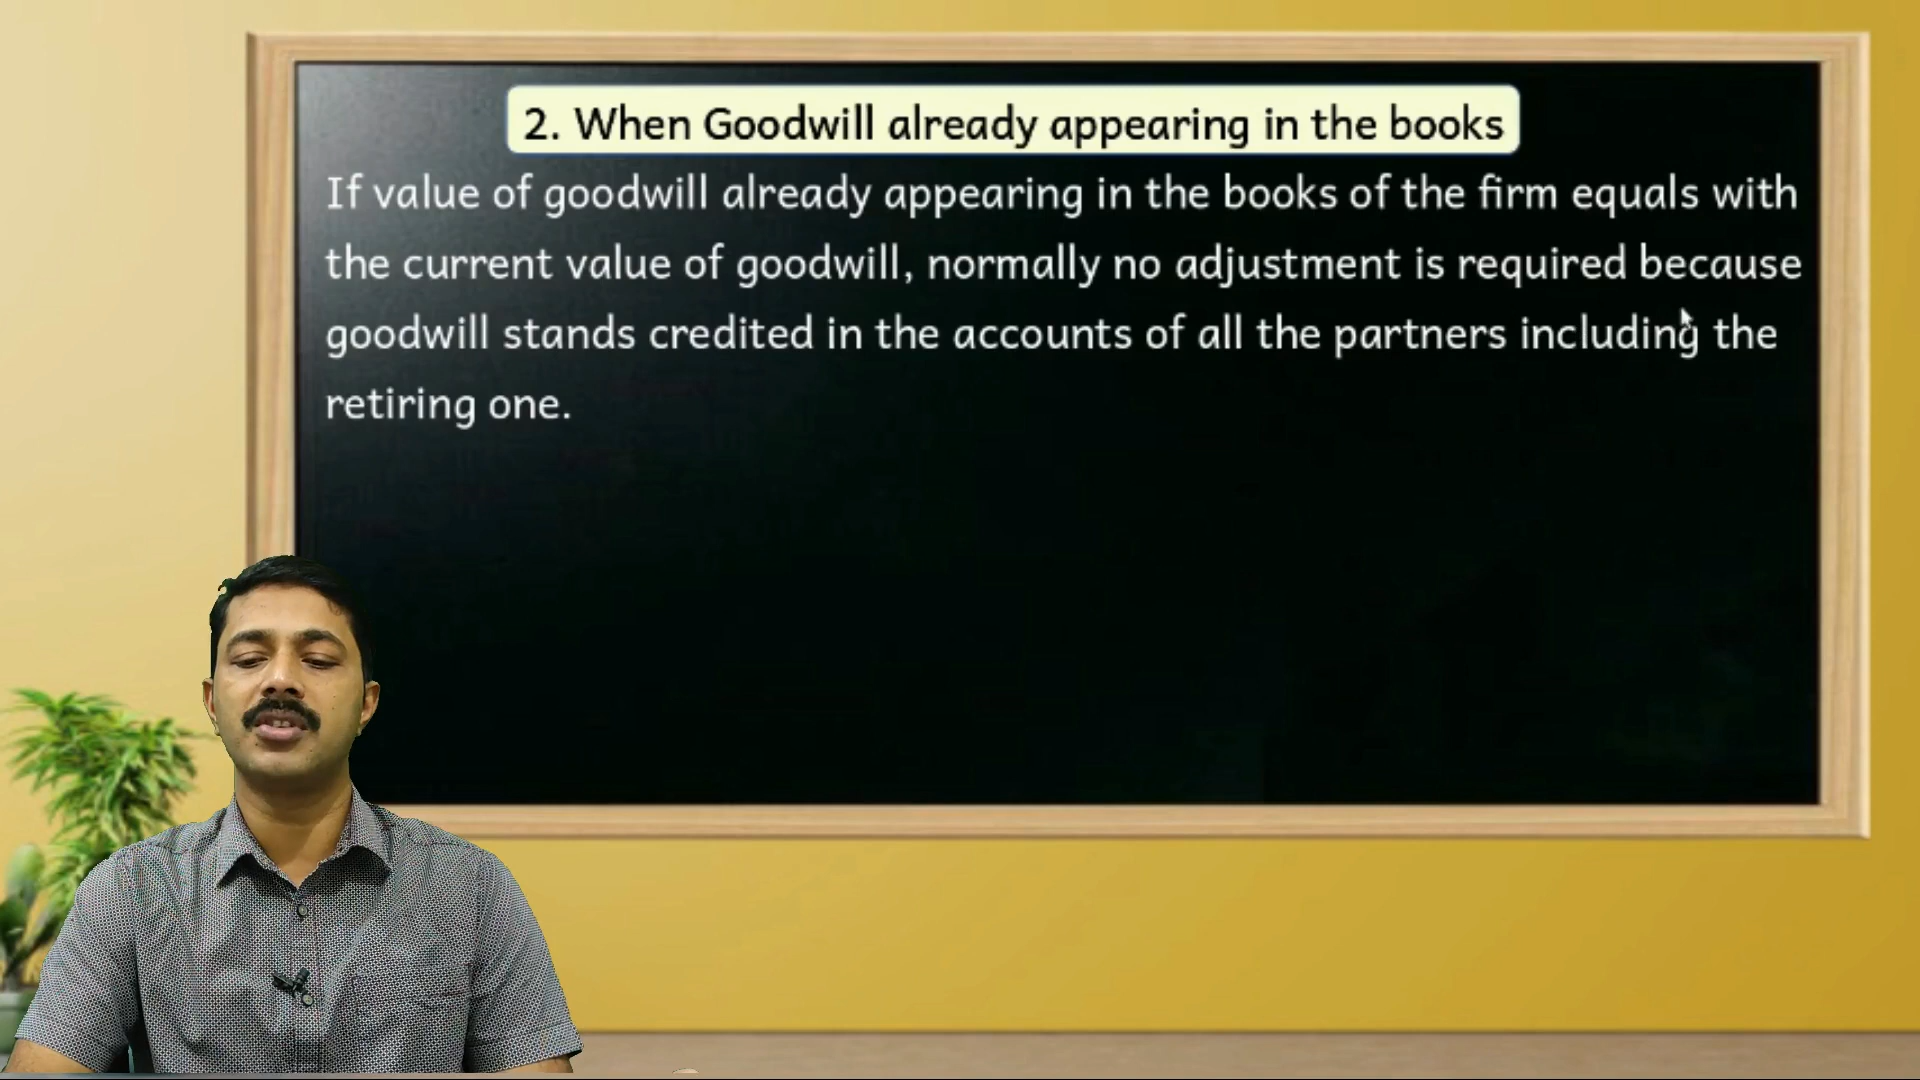 2. When Goodwill already appearing in the books
If value of goodwill already appearing in the books of the firm equals with
the current value of goodwill, normally no adjustment is required because
goodwill stands credited in the accounts of all the partners including the
retiring one.